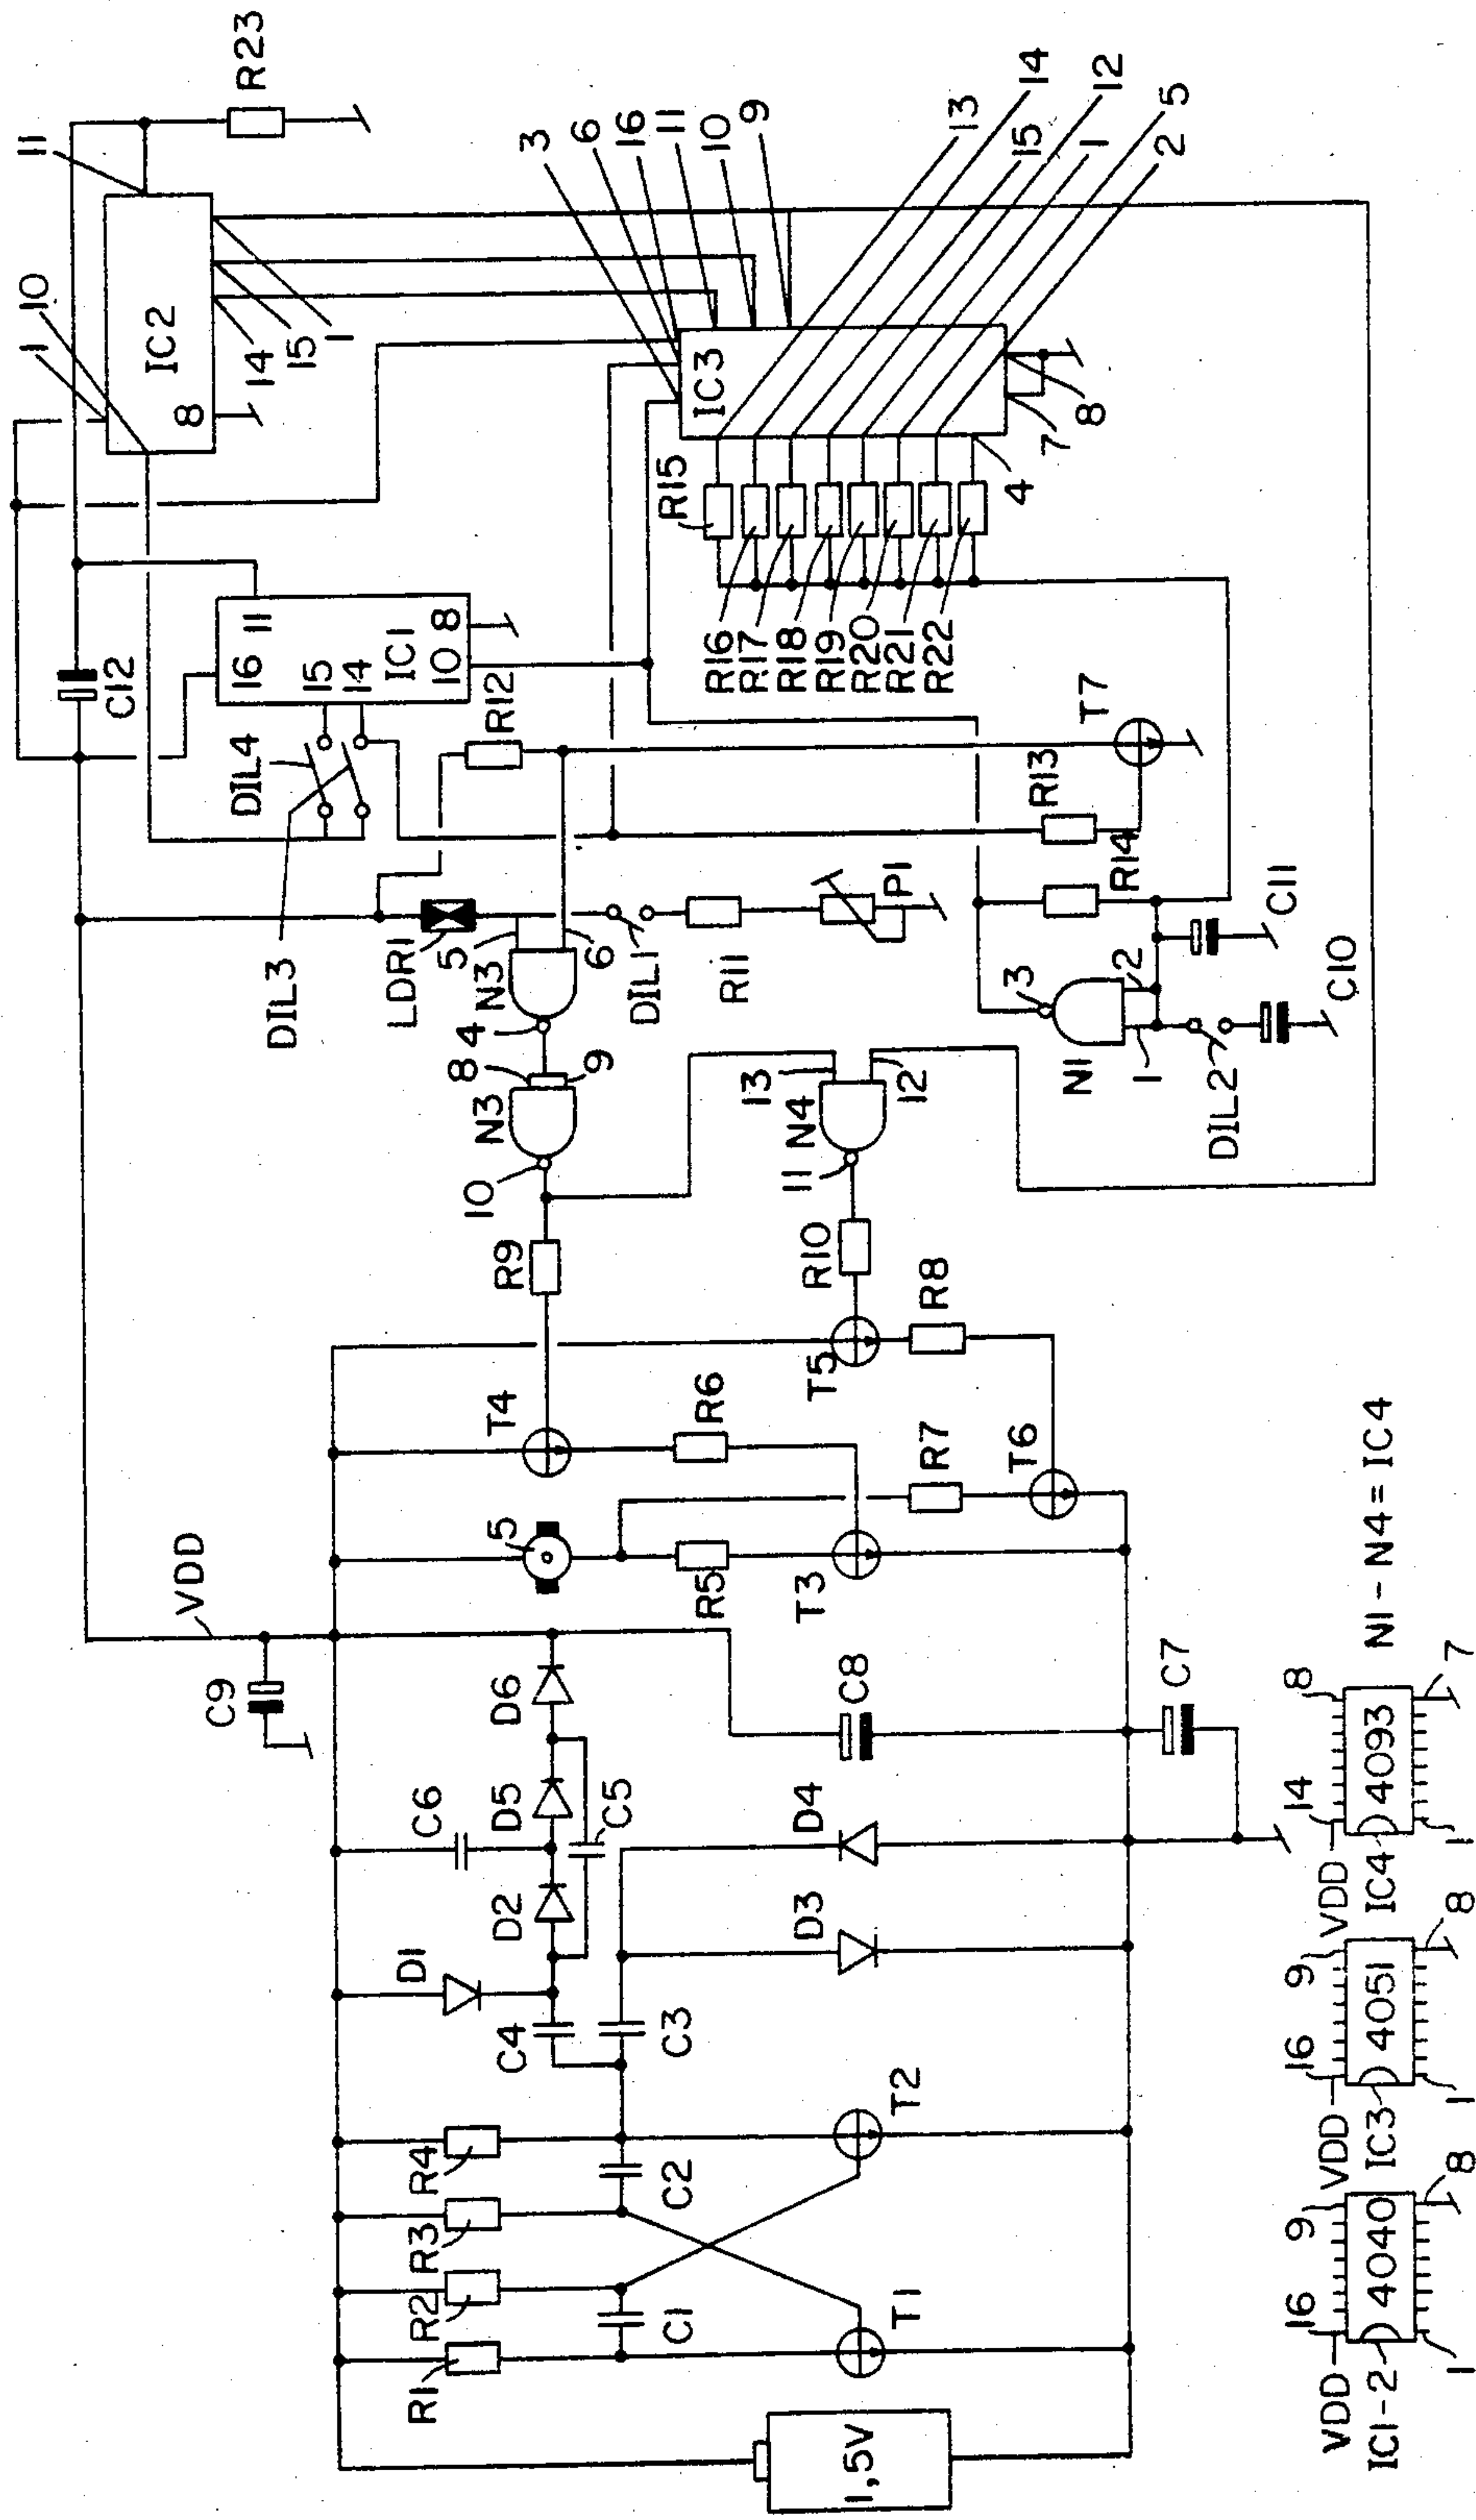 1,5V
R1
R2
R3
R4
C1
C2
T1
T2
C4
C3
D1
D2
C6
D5
C5
D6
D3
D4
C8
C7
C9
VDD
5
R5
T3
R7
T6
T4
R6
T5
R8
R9
R10
10
N3
8
9
4
N3
5
6
11
N4
13
12
LDR1
DIL1
R11
P1
DIL3
DIL4
R12
R13
R14
T7
N1
3
1
2
DIL2
C10
C11
C12
16
11
15
14
IC1
10
8
1
10
IC2
8
11
R23
14
15
1
3
6
16
11
10
9
IC3
13
14
15
12
1
5
2
4
7
8
R15
R16
R17
R18
R19
R20
R21
R22
VDD
16
9
IC1-2
4040
1
8
VDD
16
9
IC3
4051
1
8
VDD
14
8
IC4
4093
1
7
N1-N4=IC4